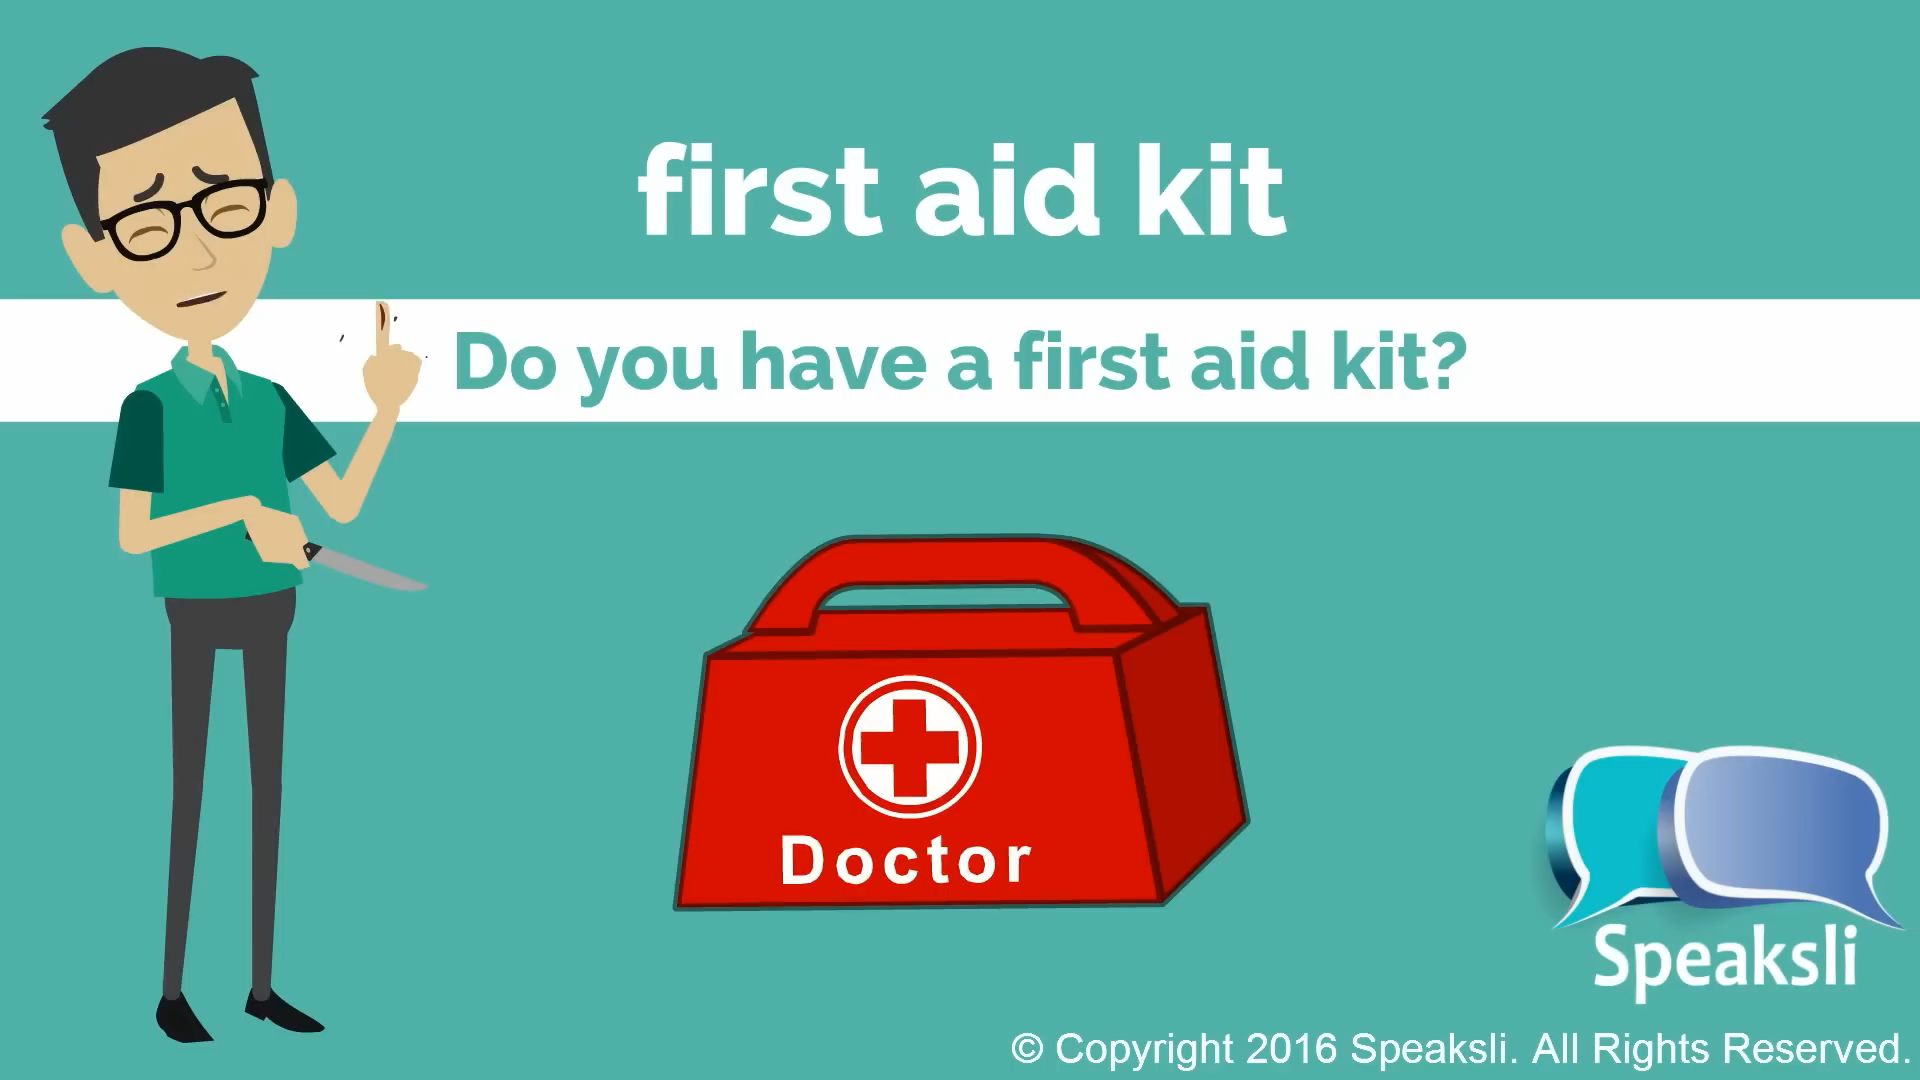 first aid kit
Do you have a first aid kit?
Doctor
Speaksli
© Copyright 2016 Speaksli. All Rights Reserved.